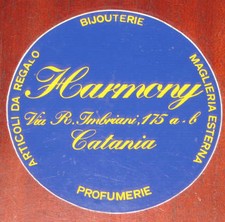 BIJOUTERIE
ARTICOLI DA REGALO
MAGLIERIA ESTERNA
Harmony
Via R. Imbriani, 175 a-b
Catania
PROFUMERIE